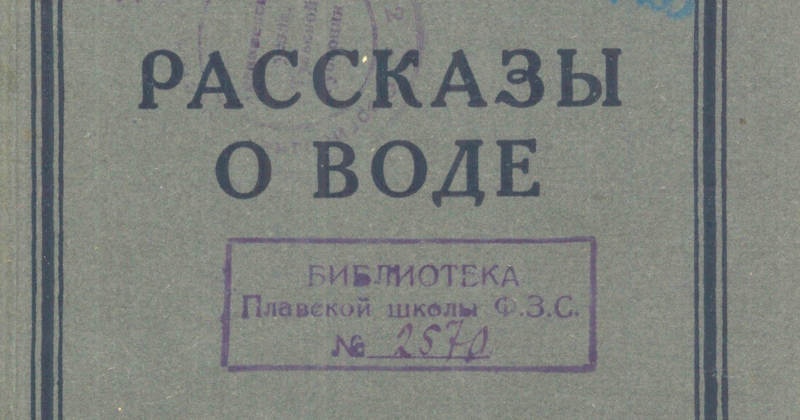 РАССКАЗЫ
О ВОДЕ
БИБЛИОТЕКА
Плавской школы Ф.З.С.
№ 2570